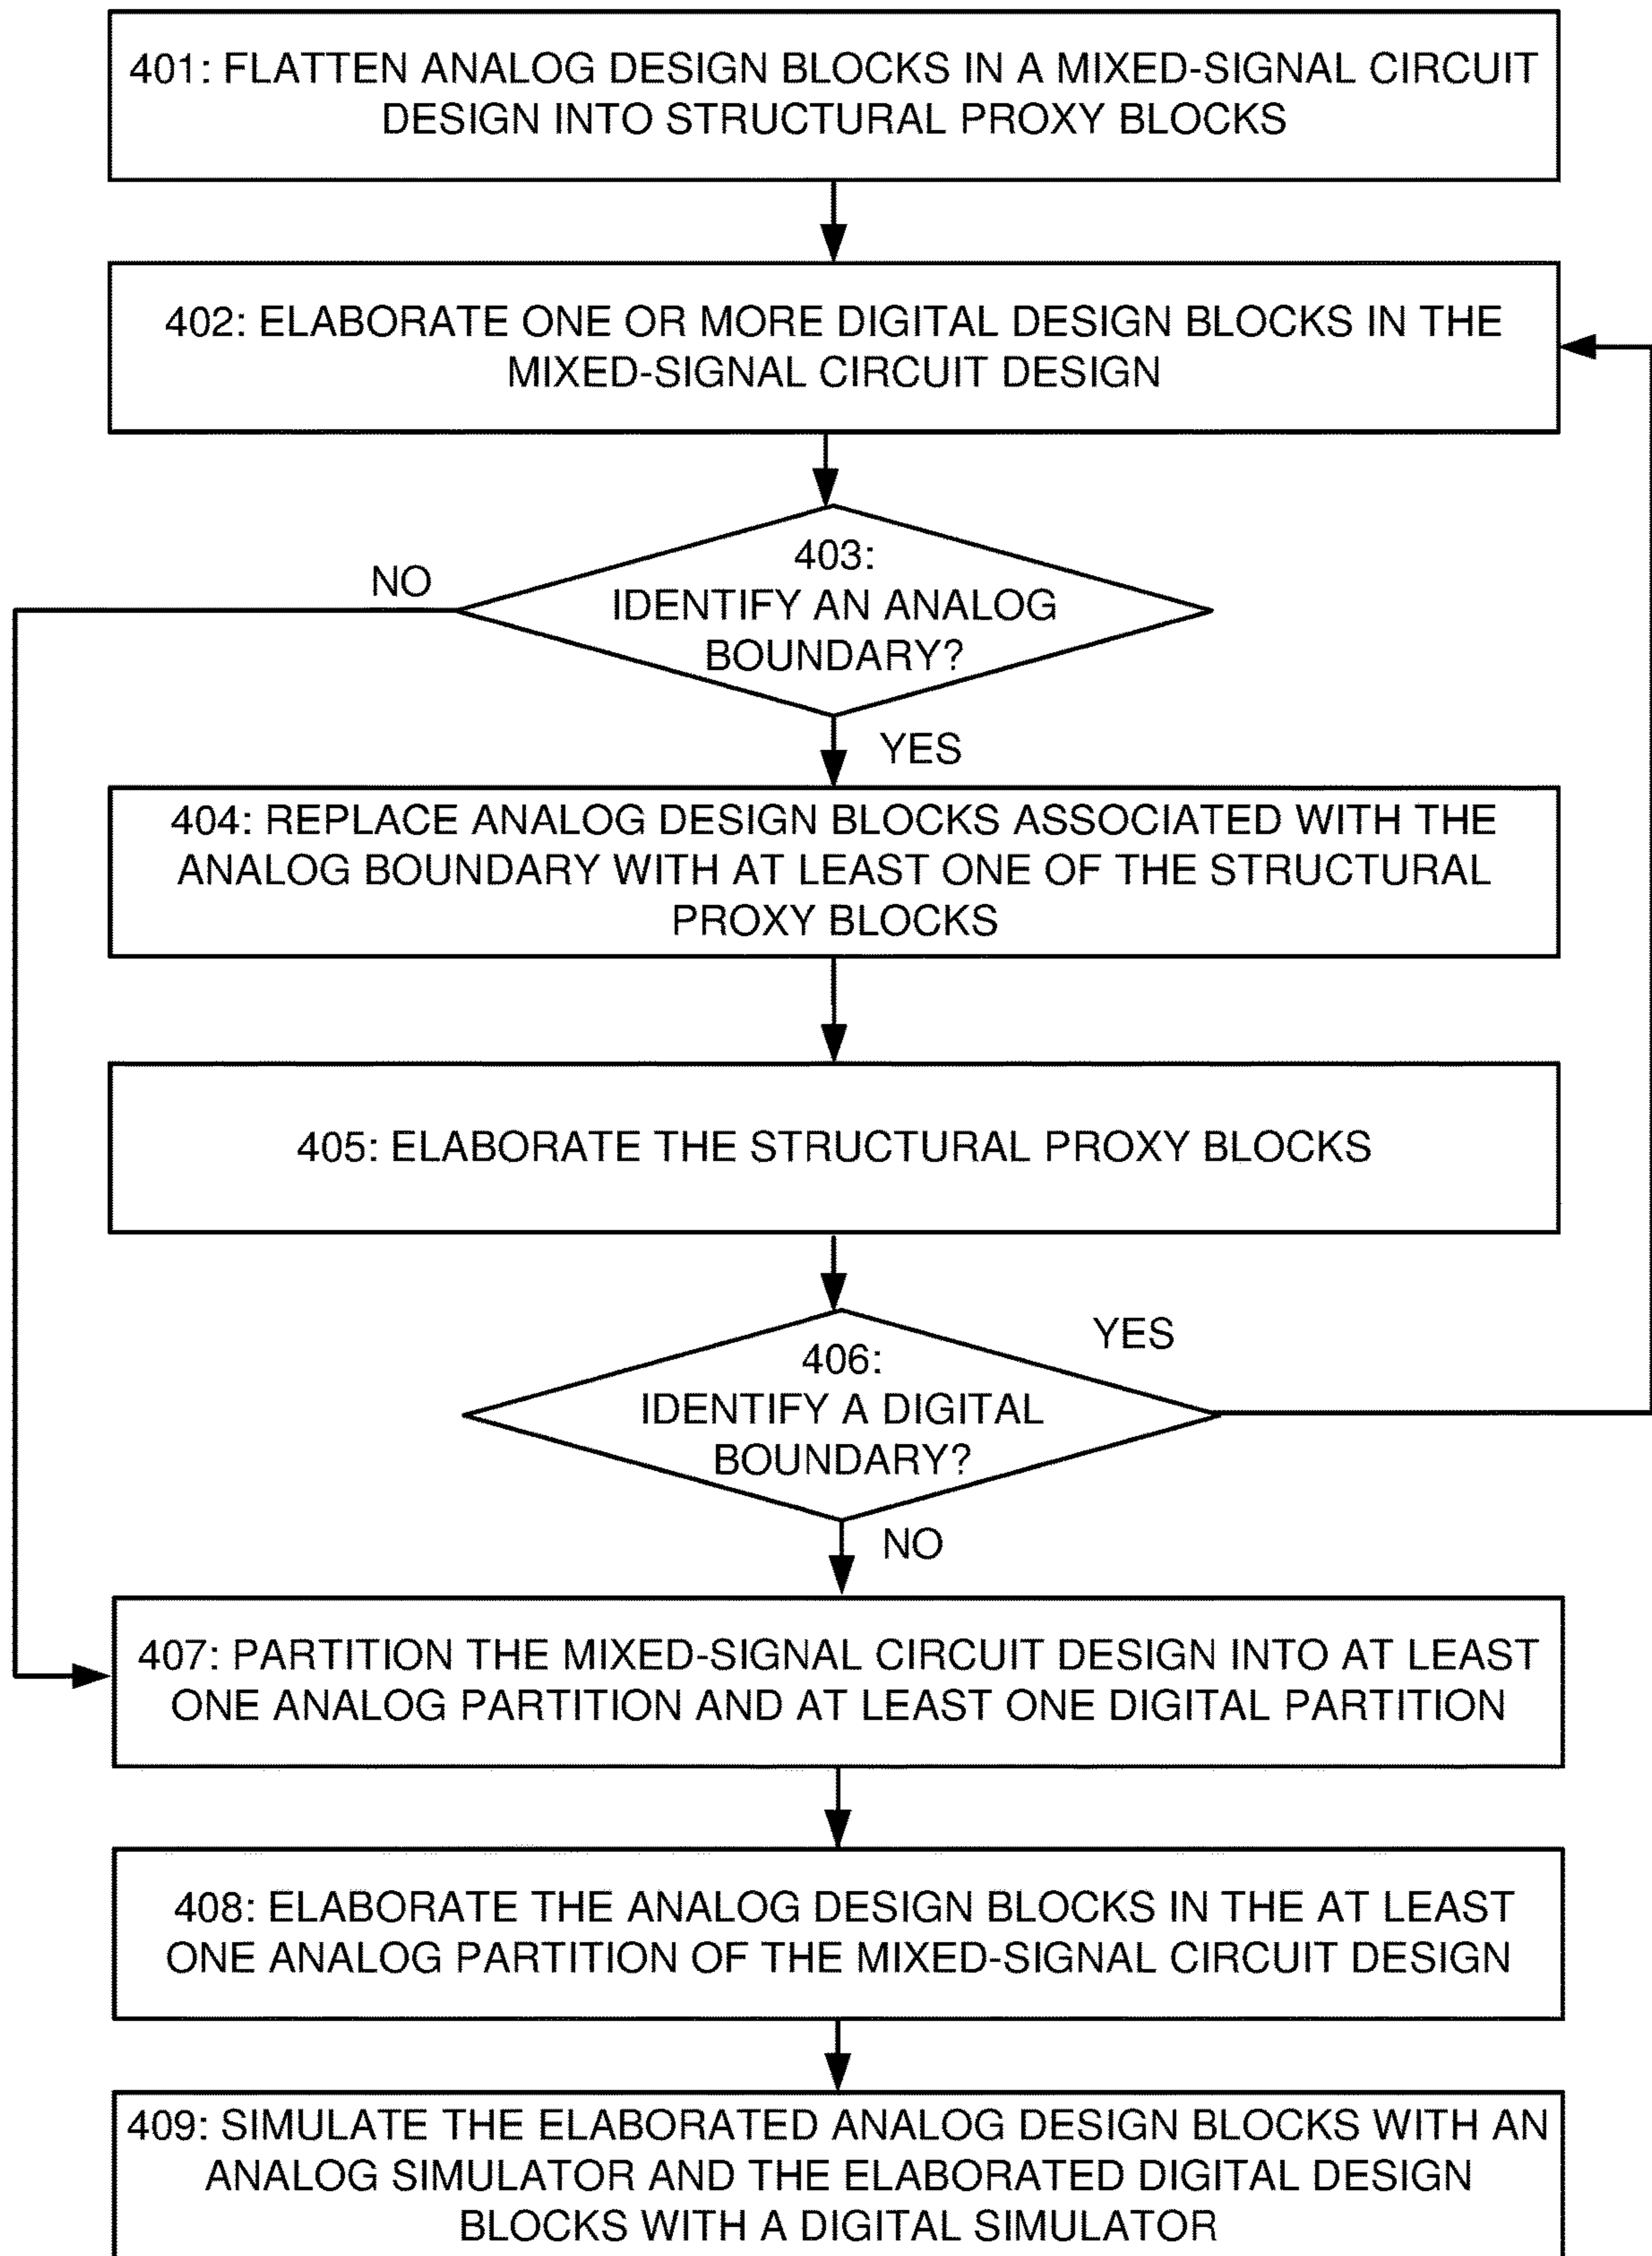 401: FLATTEN ANALOG DESIGN BLOCKS IN A MIXED-SIGNAL CIRCUIT
DESIGN INTO STRUCTURAL PROXY BLOCKS
402: ELABORATE ONE OR MORE DIGITAL DESIGN BLOCKS IN THE
MIXED-SIGNAL CIRCUIT DESIGN
403:
IDENTIFY AN ANALOG
BOUNDARY?
NO
YES
404: REPLACE ANALOG DESIGN BLOCKS ASSOCIATED WITH THE
ANALOG BOUNDARY WITH AT LEAST ONE OF THE STRUCTURAL
PROXY BLOCKS
405: ELABORATE THE STRUCTURAL PROXY BLOCKS
406:
IDENTIFY A DIGITAL
BOUNDARY?
YES
NO
407: PARTITION THE MIXED-SIGNAL CIRCUIT DESIGN INTO AT LEAST
ONE ANALOG PARTITION AND AT LEAST ONE DIGITAL PARTITION
408: ELABORATE THE ANALOG DESIGN BLOCKS IN THE AT LEAST
ONE ANALOG PARTITION OF THE MIXED-SIGNAL CIRCUIT DESIGN
409: SIMULATE THE ELABORATED ANALOG DESIGN BLOCKS WITH AN
ANALOG SIMULATOR AND THE ELABORATED DIGITAL DESIGN
BLOCKS WITH A DIGITAL SIMULATOR